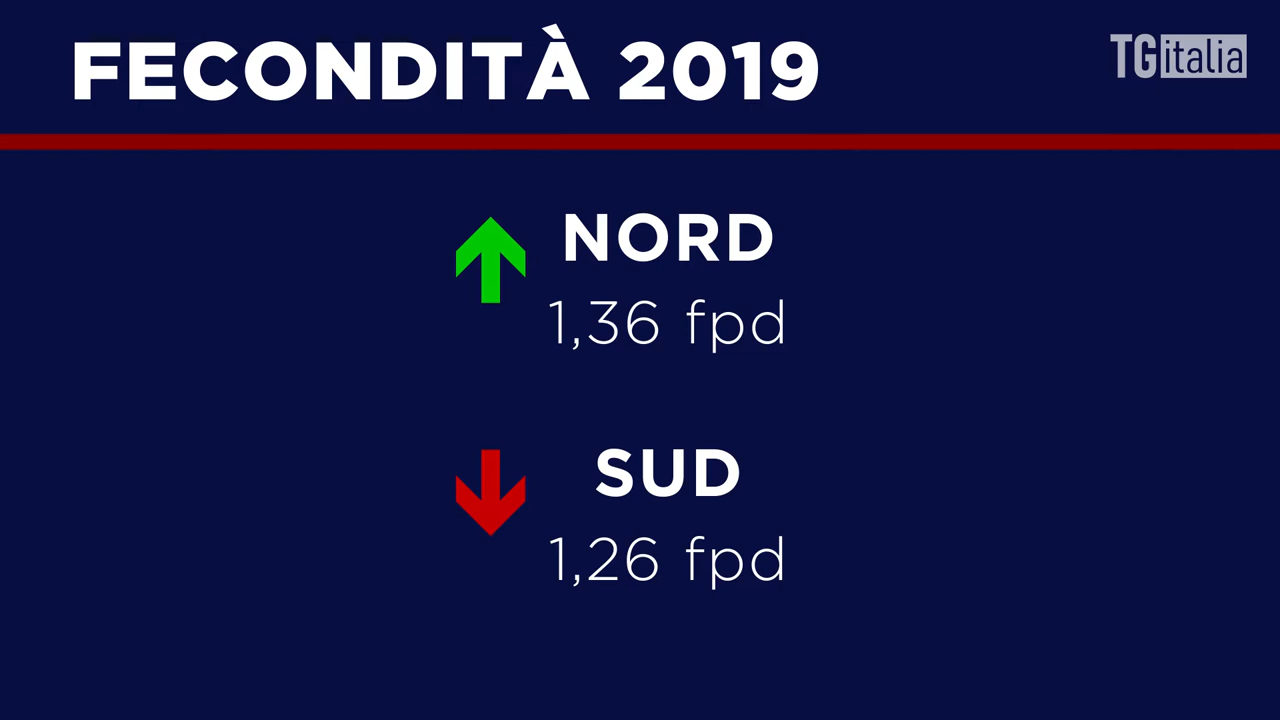 FECONDITÀ 2019
TGitalia
NORD
1,36 fpd
SUD
1,26 fpd